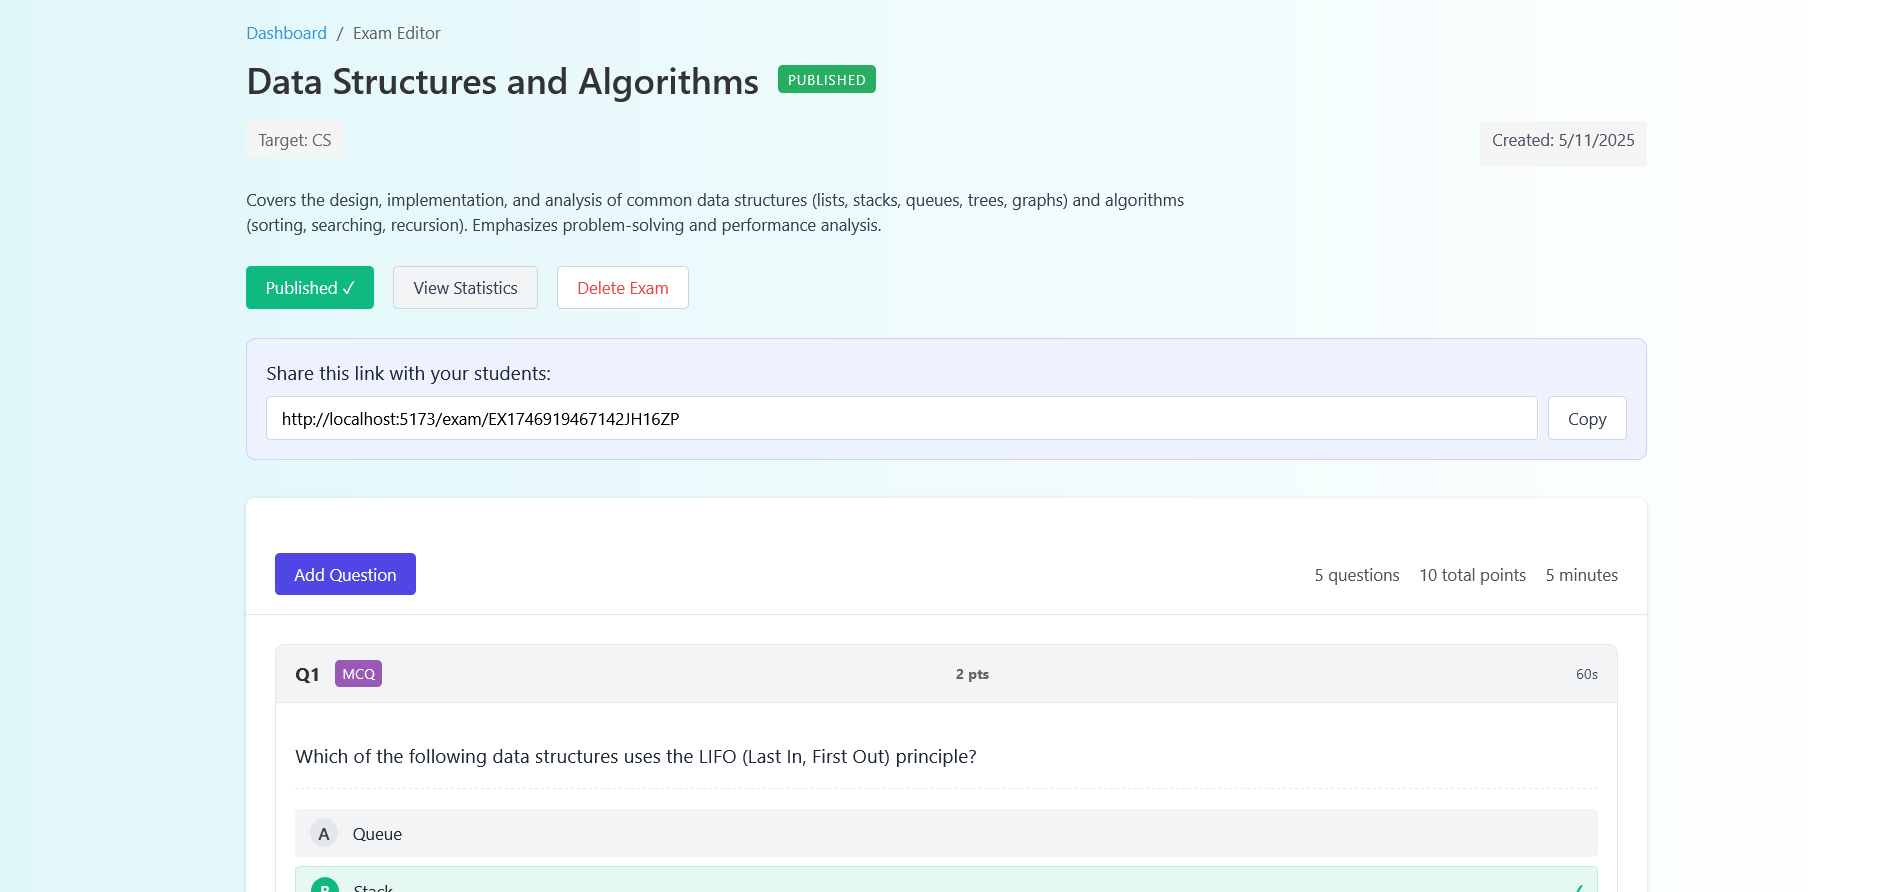 Dashboard / Exam Editor
Data Structures and Algorithms PUBLISHED
Target: CS
Created: 5/11/2025
Covers the design, implementation, and analysis of common data structures (lists, stacks, queues, trees, graphs) and algorithms
(sorting, searching, recursion). Emphasizes problem-solving and performance analysis.
Published ✓ View Statistics Delete Exam
Share this link with your students:
http://localhost:5173/exam/EX1746919467142JH16ZP Copy
Add Question 5 questions 10 total points 5 minutes
Q1 MCQ 2 pts 60s
Which of the following data structures uses the LIFO (Last In, First Out) principle?
A Queue
B Stack ✓